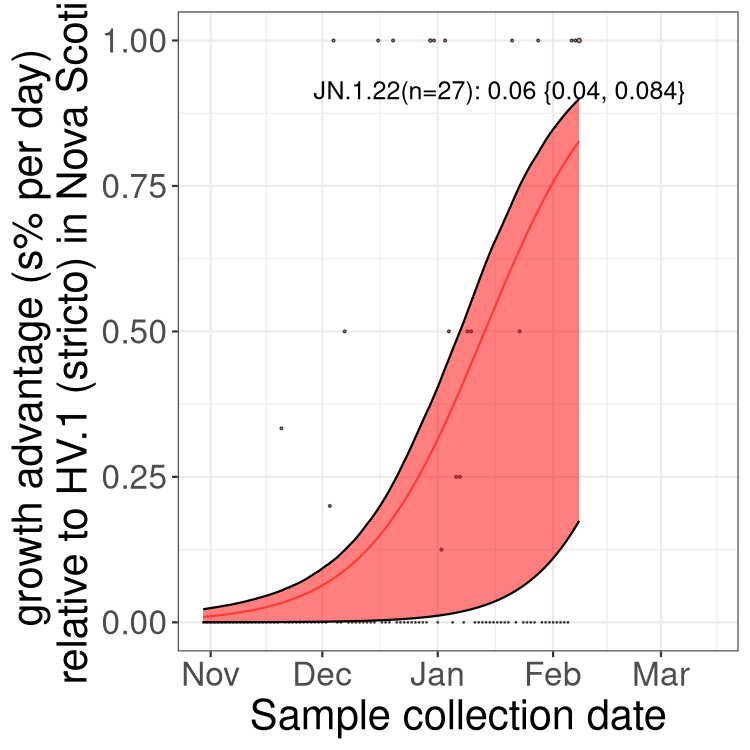 growth advantage (s% per day)
relative to HV.1 (stricto) in Nova Scoti
1.00
0.75
0.50
0.25
0.00
JN.1.22(n=27): 0.06 {0.04, 0.084}
Nov Dec Jan Feb Mar
Sample collection date